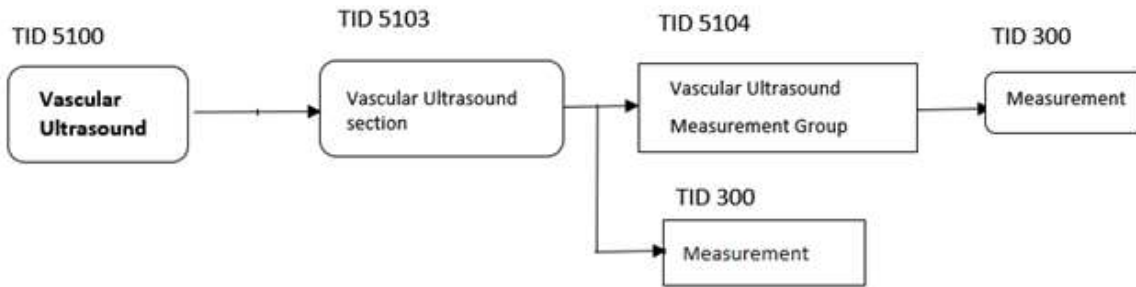 TID 5100
TID 5103
TID 5104
TID 300
Vascular
Ultrasound
Vascular Ultrasound
section
Vascular Ultrasound
Measurement Group
Measurement
TID 300
Measurement